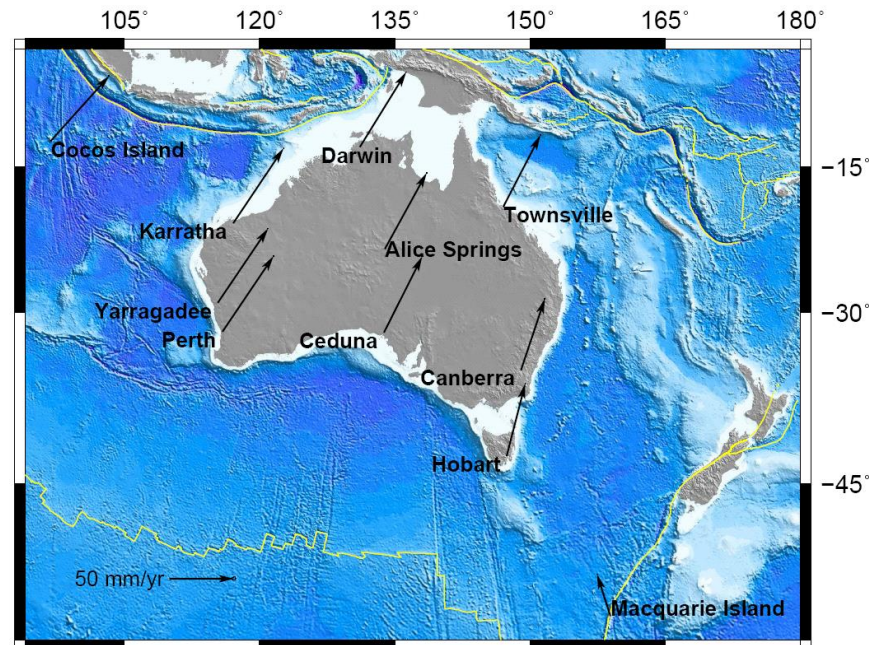 105° 120° 135° 150° 165° 180°
Cocos Island
Darwin
−15°
Townsville
Karratha
Alice Springs
Yarragadee
−30°
Perth
Ceduna
Canberra
Hobart
−45°
50 mm/yr
Macquarie Island